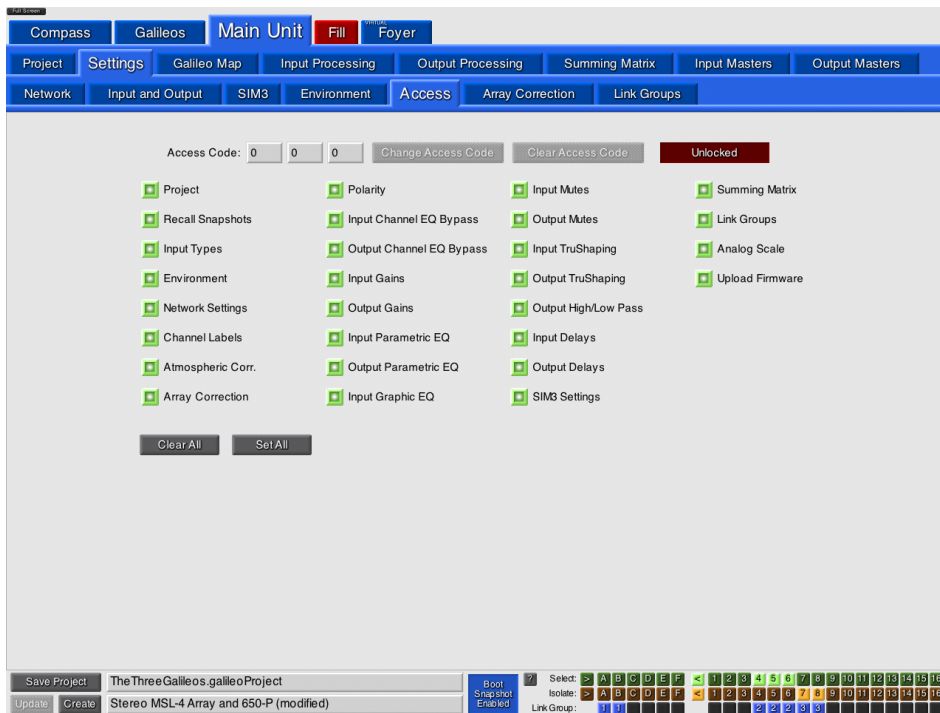 Full Screen
Compass Galileos Main Unit Fill VIRTUAL Foyer
Project Settings Galileo Map Input Processing Output Processing Summing Matrix Input Masters Output Masters
Network Input and Output SIM3 Environment Access Array Correction Link Groups
Access Code: 0 0 0 Change Access Code Clear Access Code Unlocked
Project Polarity Input Mutes Summing Matrix
Recall Snapshots Input Channel EQ Bypass Output Mutes Link Groups
Input Types Output Channel EQ Bypass Input TruShaping Analog Scale
Environment Input Gains Output TruShaping Upload Firmware
Network Settings Output Gains Output High/Low Pass
Channel Labels Input Parametric EQ Input Delays
Atmospheric Corr. Output Parametric EQ Output Delays
Array Correction Input Graphic EQ SIM3 Settings
Clear All Set All
Save Project TheThreeGalileos.galileoProject Boot Snapshot Enabled ? Select: > A B C D E F < 1 2 3 4 5 6 7 8 9 10 11 12 13 14 15 16
Isolate: > A B C D E F < 1 2 3 4 5 6 7 8 9 10 11 12 13 14 15 16
Update Create Stereo MSL-4 Array and 650-P (modified) Link Group: 1 1 2 2 2 3 3